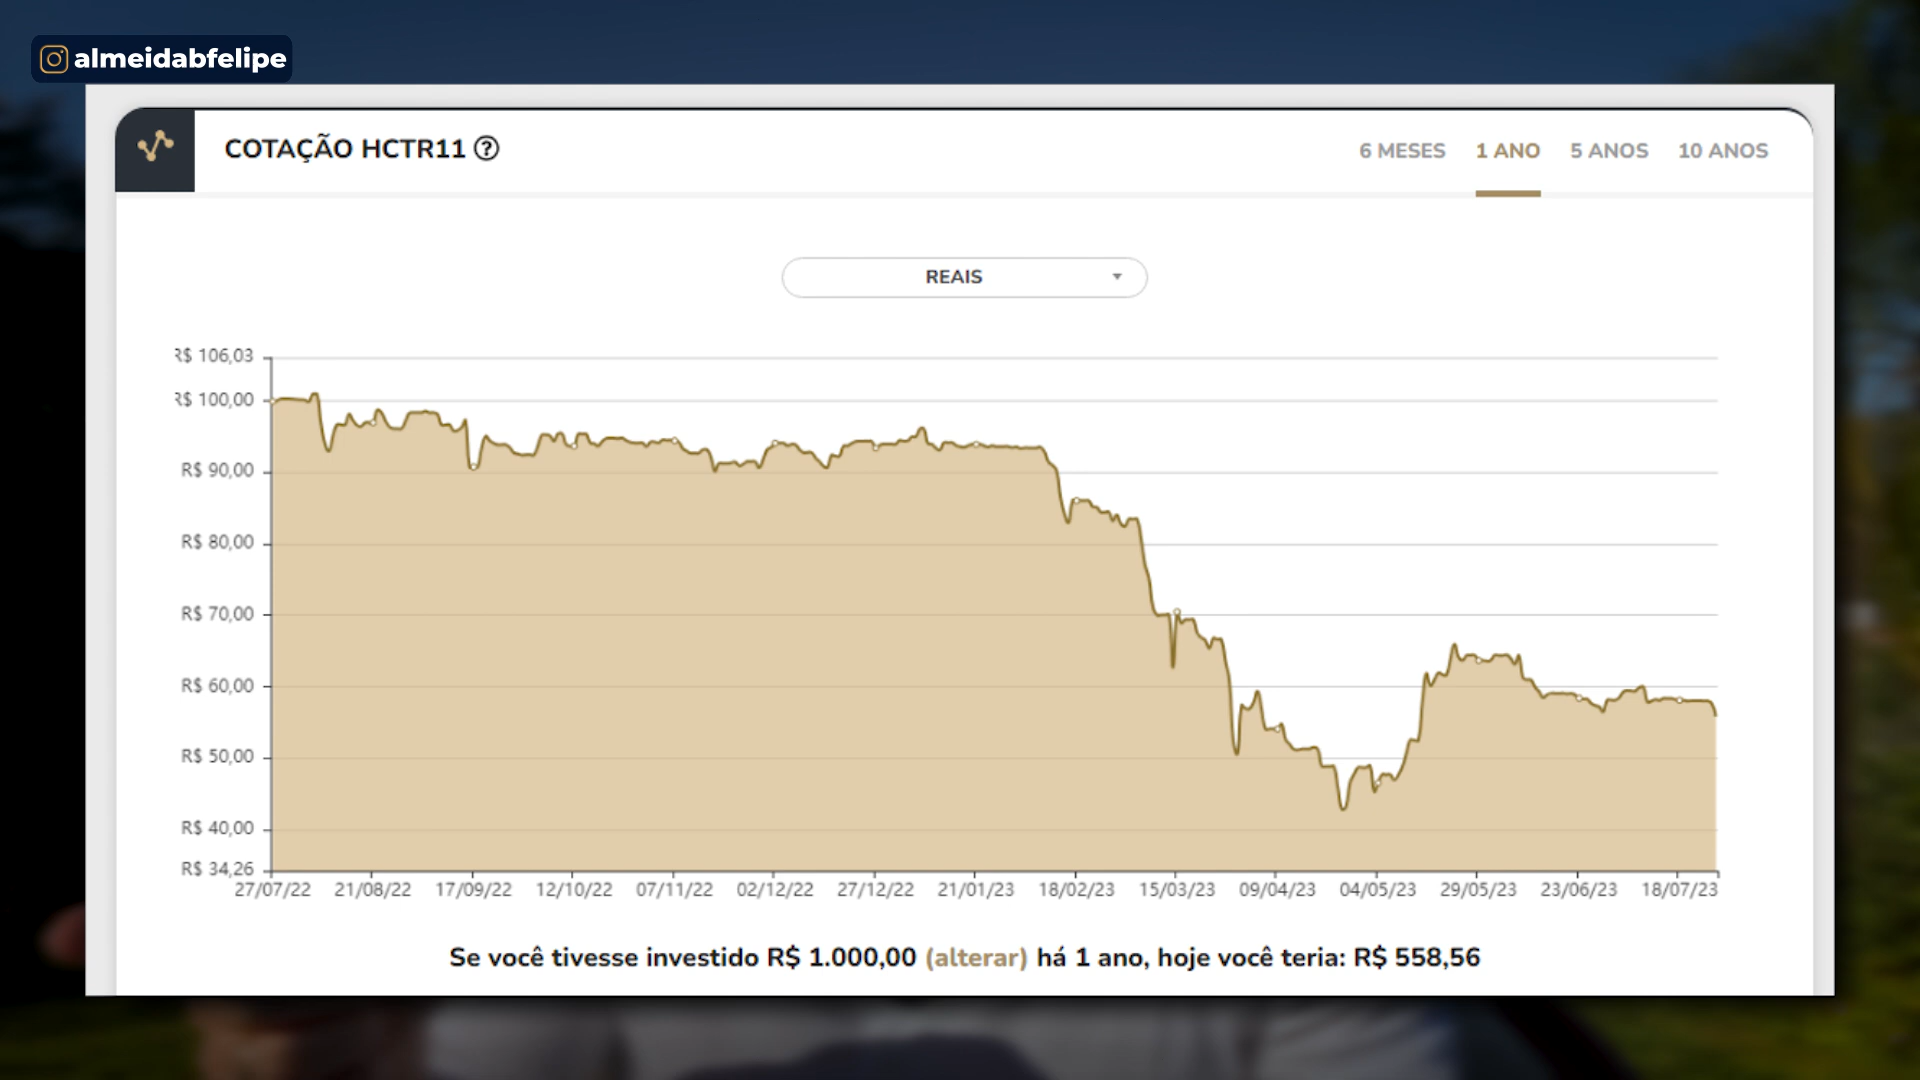 almeidabfelipe
COTAÇÃO HCTR11 ?
6 MESES 1 ANO 5 ANOS 10 ANOS
REAIS
R$ 106,03
R$ 100,00
R$ 90,00
R$ 80,00
R$ 70,00
R$ 60,00
R$ 50,00
R$ 40,00
R$ 34,26
27/07/22 21/08/22 17/09/22 12/10/22 07/11/22 02/12/22 27/12/22 21/01/23 18/02/23 15/03/23 09/04/23 04/05/23 29/05/23 23/06/23 18/07/23
Se você tivesse investido R$ 1.000,00 (alterar) há 1 ano, hoje você teria: R$ 558,56